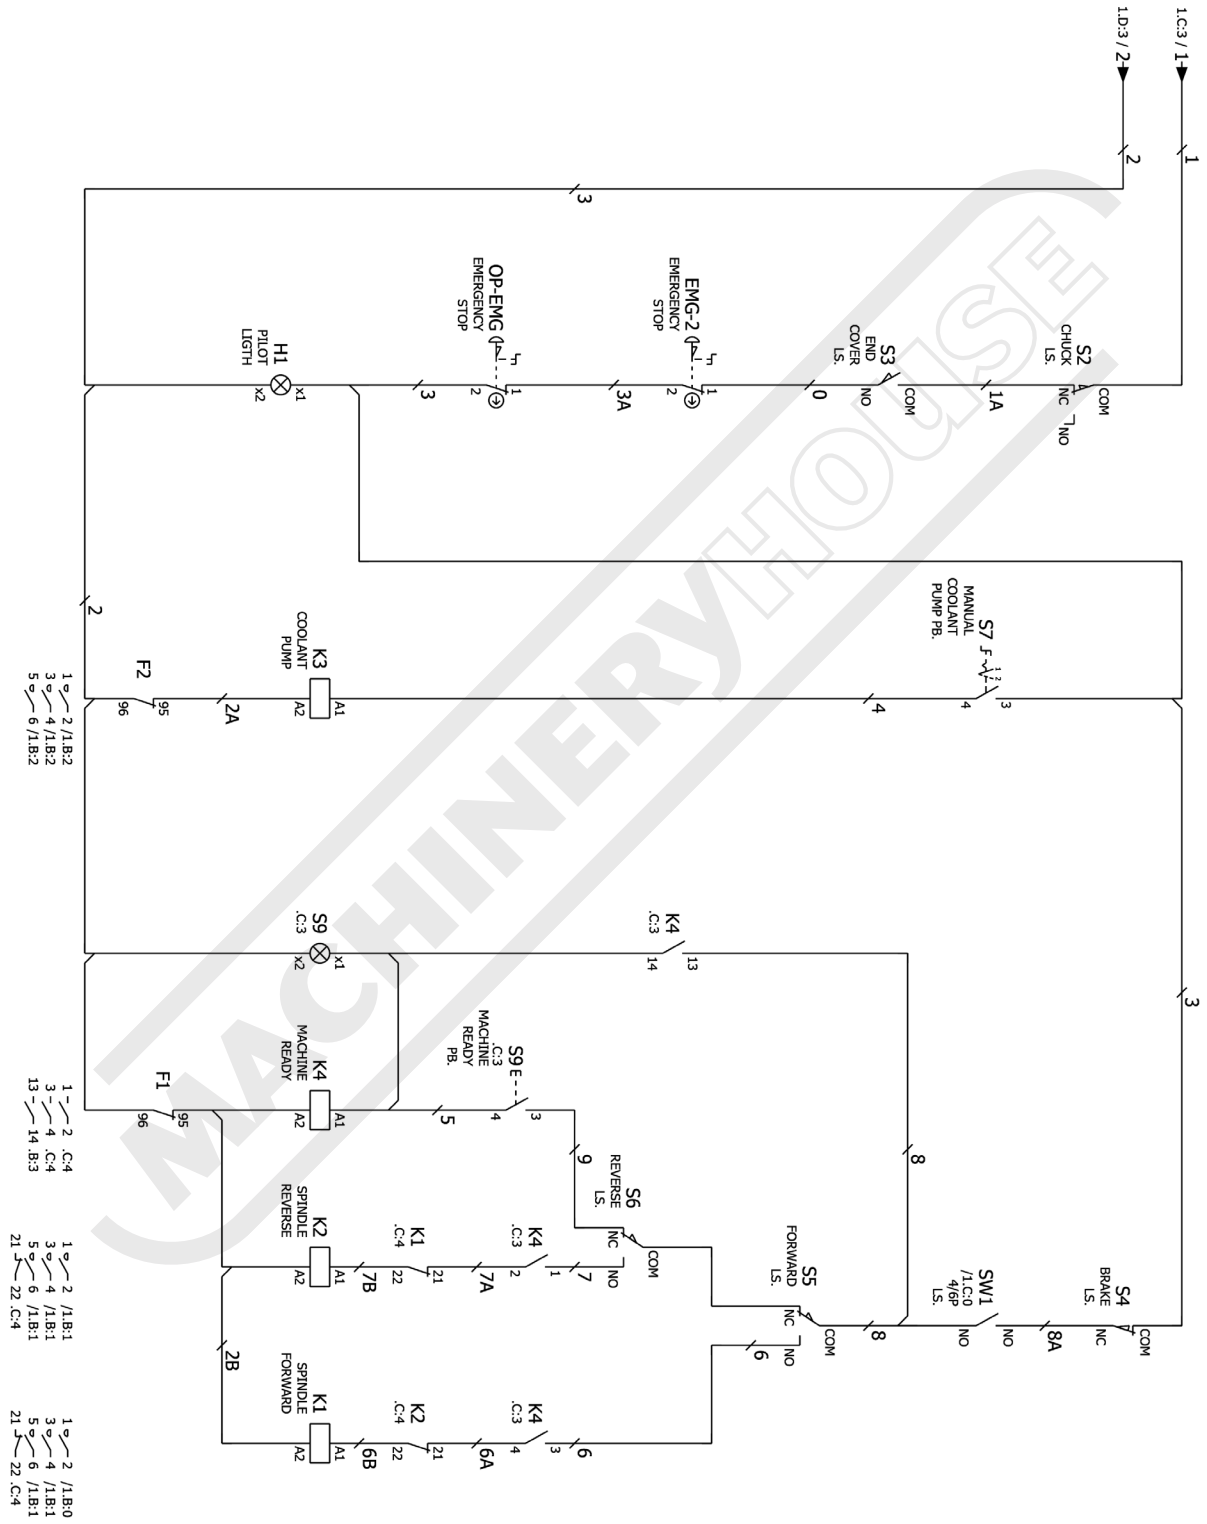 1.C:3 / 1
1.D:3 / 2
1
2
3
S2
CHUCK
LS.
COM
NC
NO
1A
S3
END
COVER
LS.
COM
NO
0
EMG-2
EMERGENCY
STOP
1
2
3A
OP-EMG
EMERGENCY
STOP
1
2
3
H1
PILOT
LIGTH
x1
x2
S7
MANUAL
COOLANT
PUMP PB.
1 2
3
4
4
K3
COOLANT
PUMP
A1
A2
2A
F2
95
96
2
1 2 /1.B:2
3 4 /1.B:2
5 6 /1.B:2
3
K4
.C:3
13
14
S9
.C:3
x1
x2
8
S4
BRAKE
LS.
COM
NC
8A
SW1
/1.C:0
4/6P
LS.
NO
NO
8
S5
FORWARD
LS.
COM
NC
NO
6
S6
REVERSE
LS.
COM
NC
NO
9
7
S9E
.C:3
MACHINE
READY
PB.
3
4
5
K4
MACHINE
READY
A1
A2
F1
95
96
K4
.C:3
1
2
7A
K1
.C:4
21
22
7B
K2
SPINDLE
REVERSE
A1
A2
2B
6
K4
.C:3
3
4
6A
K2
.C:4
21
22
6B
K1
SPINDLE
FORWARD
A1
A2
1 2 .C:4
3 4 .C:4
13 14 .B:3
1 2 /1.B:1
3 4 /1.B:1
5 6 /1.B:1
21 22 .C:4
1 2 /1.B:0
3 4 /1.B:1
5 6 /1.B:1
21 22 .C:4
MACHINERYHOUSE